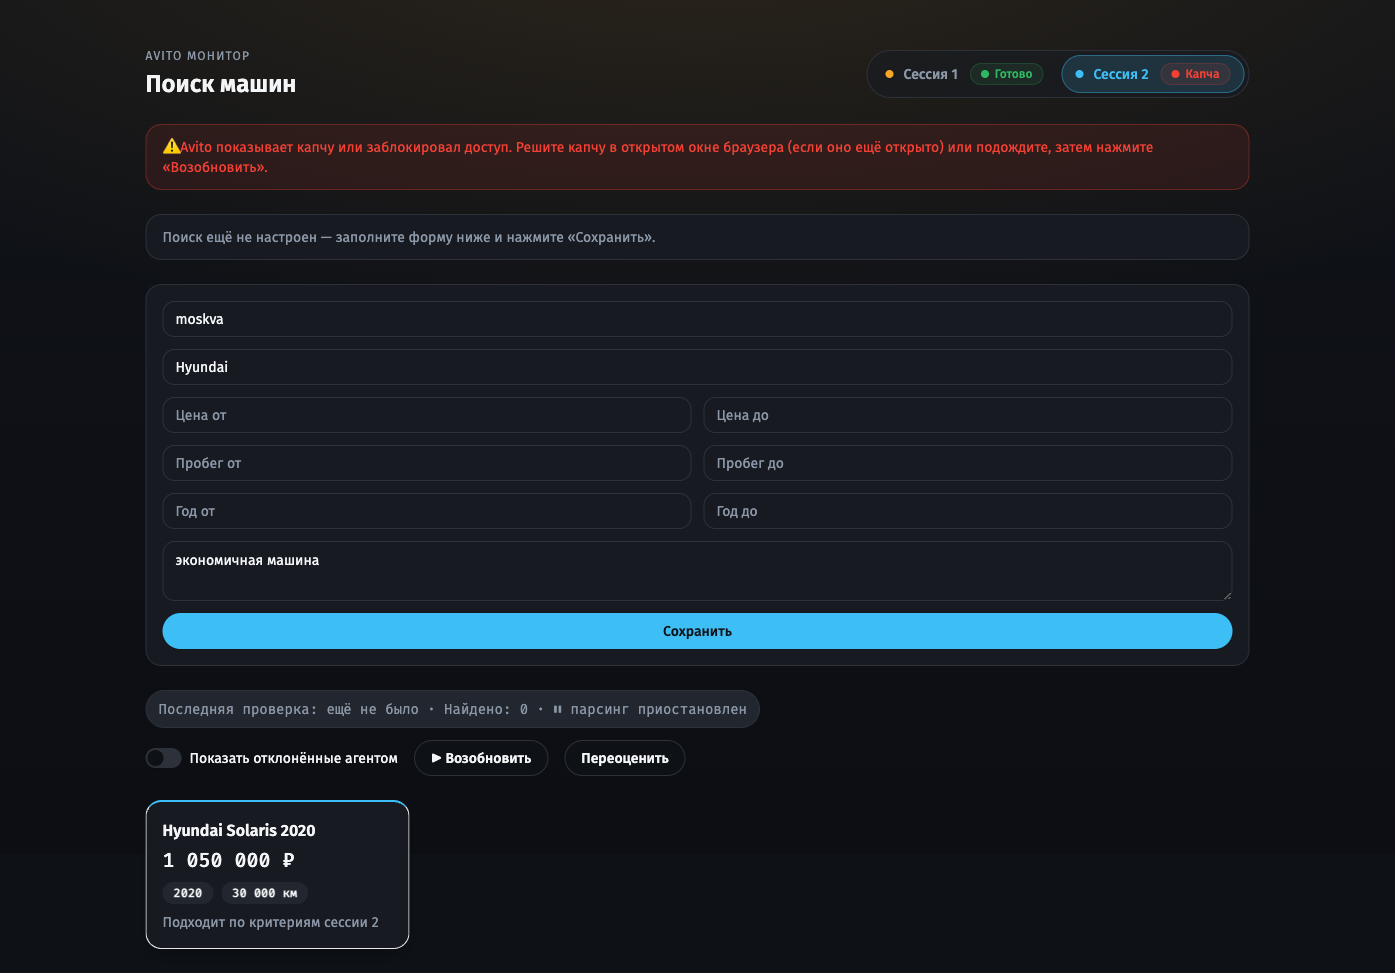 AVITO МОНИТОР
Поиск машин
Сессия 1 Готово Сессия 2 Капча
⚠️Avito показывает капчу или заблокировал доступ. Решите капчу в открытом окне браузера (если оно ещё открыто) или подождите, затем нажмите
«Возобновить».
Поиск ещё не настроен — заполните форму ниже и нажмите «Сохранить».
moskva
Hyundai
Цена от Цена до
Пробег от Пробег до
Год от Год до
экономичная машина
Сохранить
Последняя проверка: ещё не было · Найдено: 0 · ⏸ парсинг приостановлен
Показать отклонённые агентом ▶ Возобновить Переоценить
Hyundai Solaris 2020
1 050 000 ₽
2020 30 000 км
Подходит по критериям сессии 2